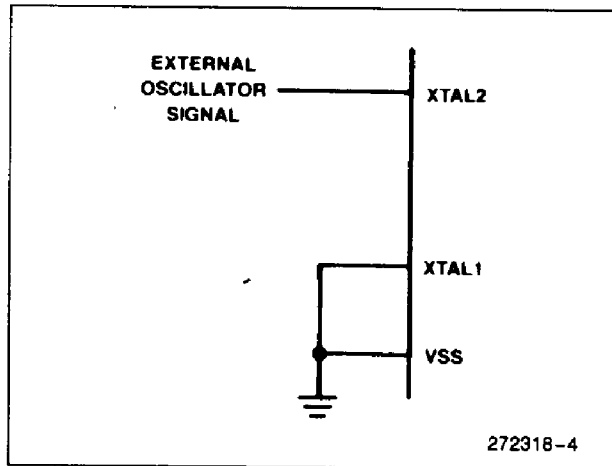 EXTERNAL
OSCILLATOR
SIGNAL
XTAL2
XTAL1
VSS
272318-4